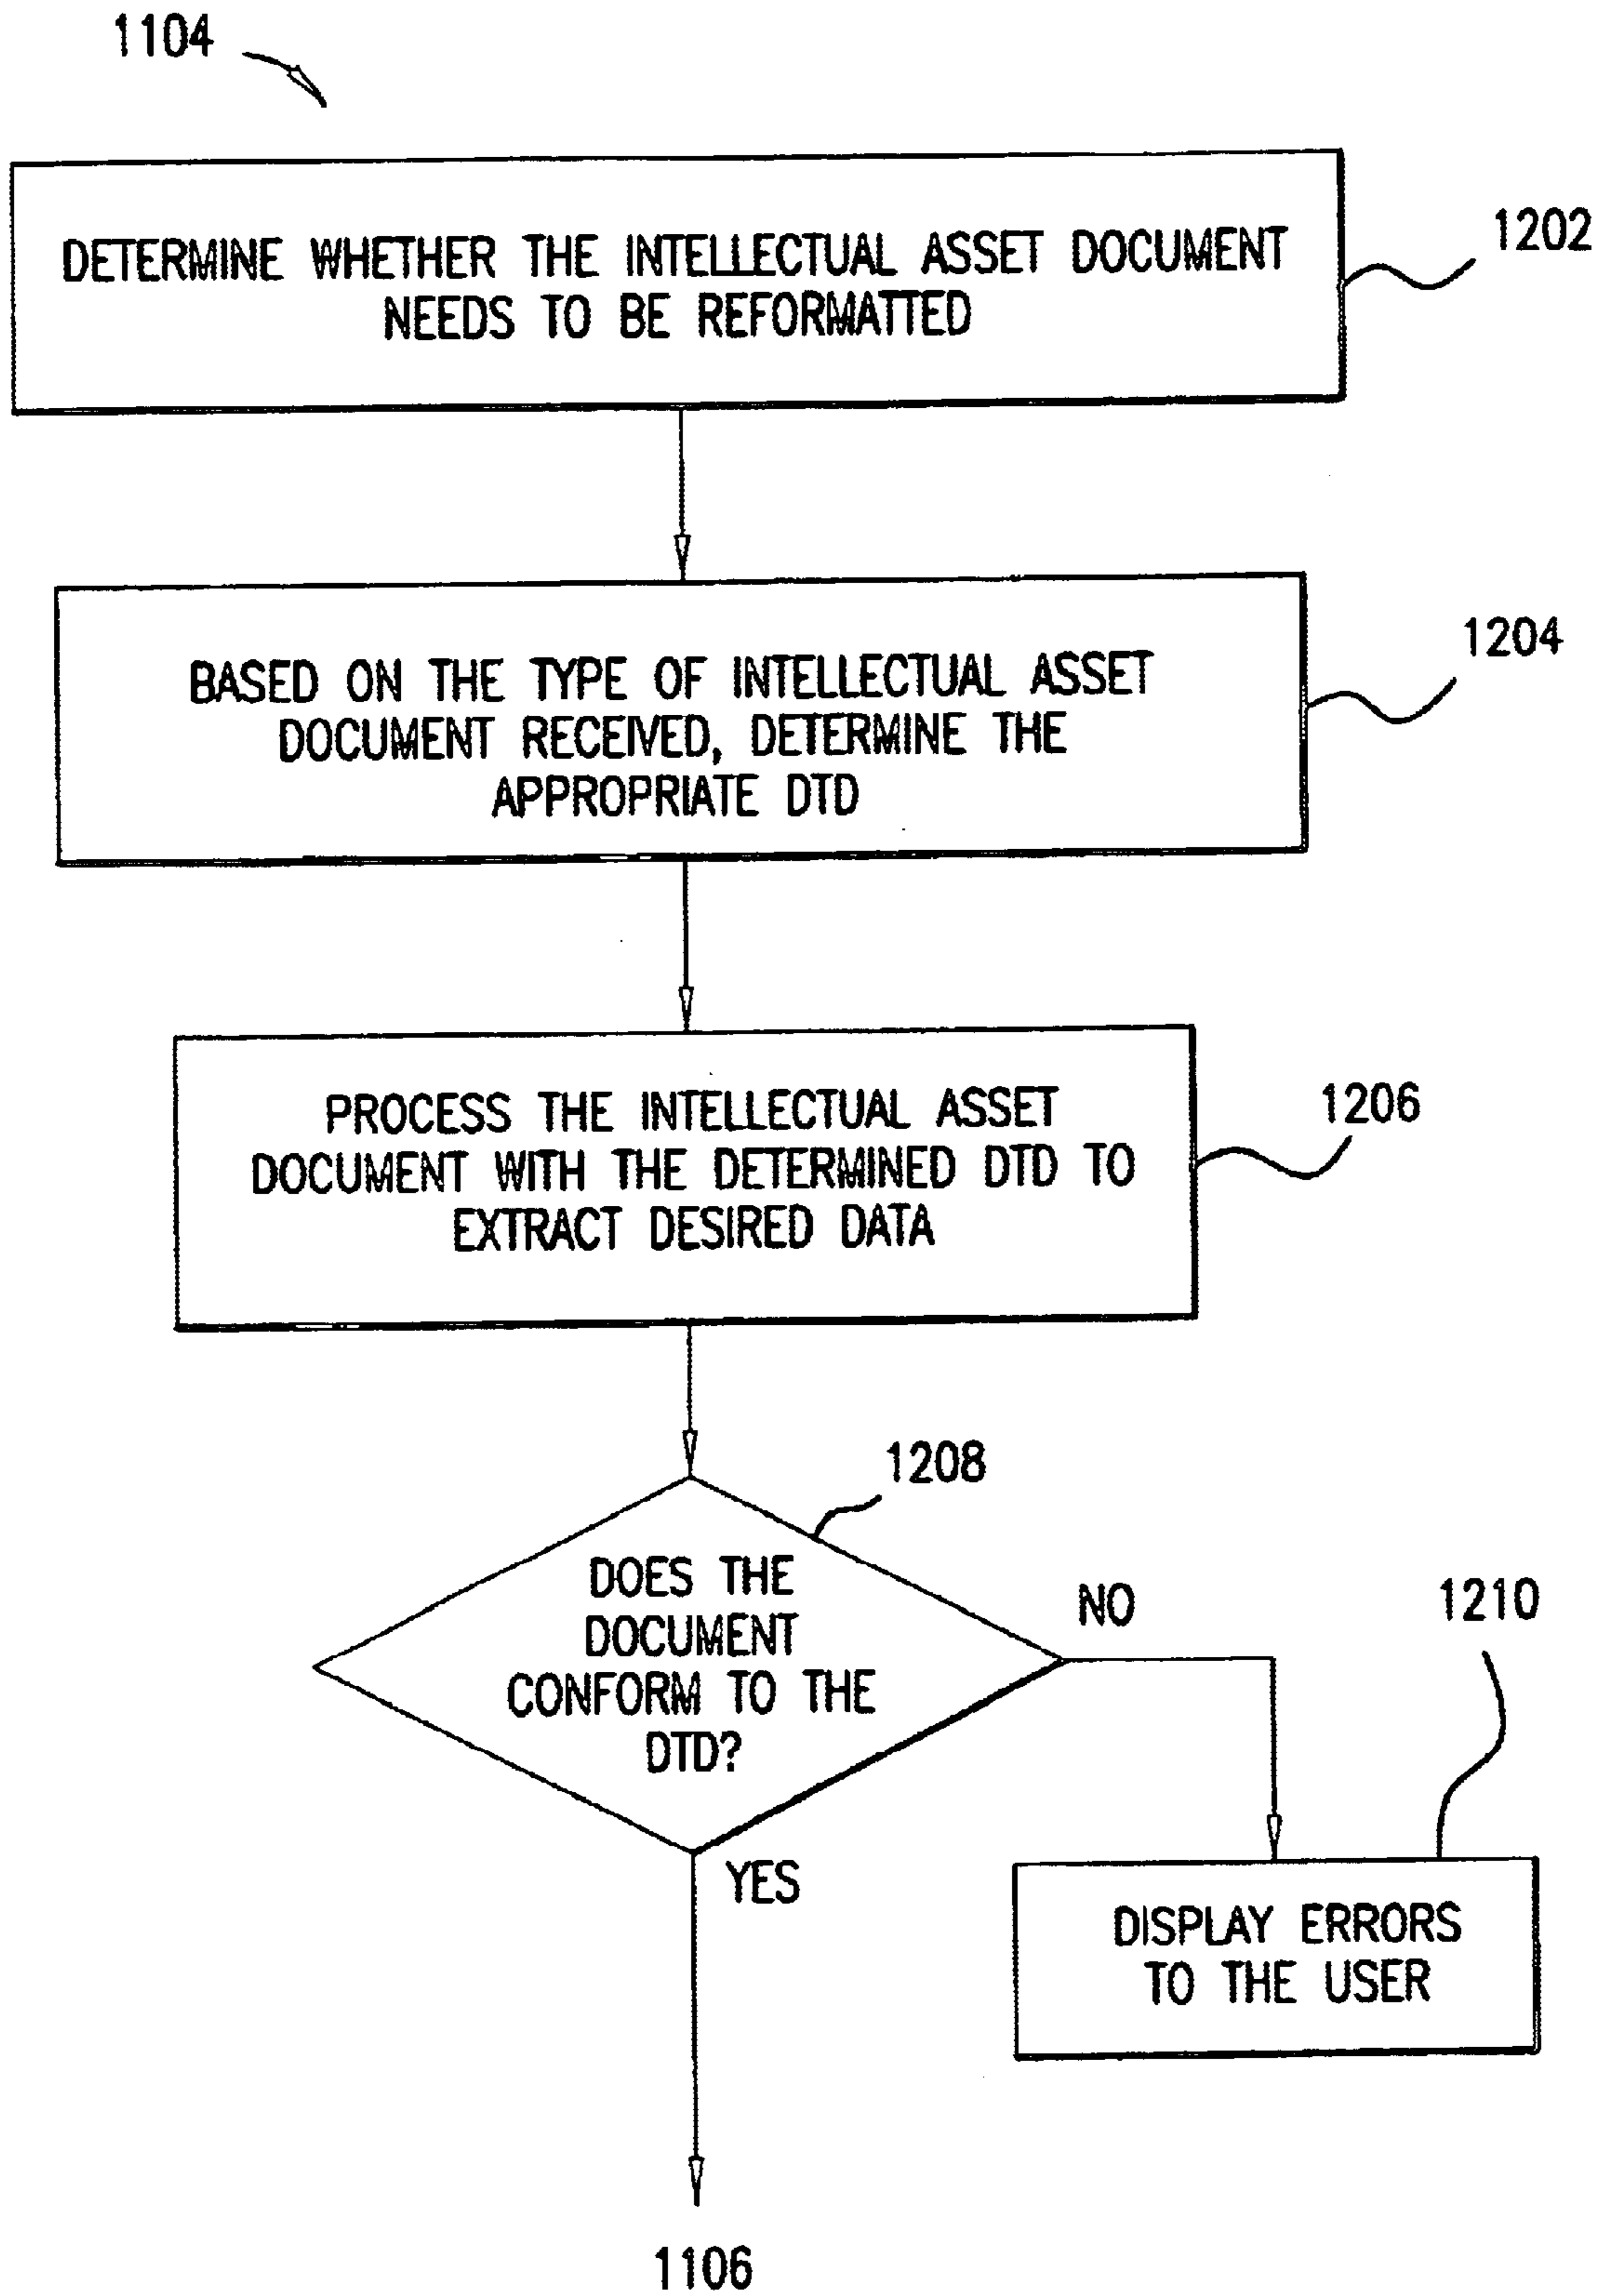 1104
DETERMINE WHETHER THE INTELLECTUAL ASSET DOCUMENT
NEEDS TO BE REFORMATTED
1202
BASED ON THE TYPE OF INTELLECTUAL ASSET
DOCUMENT RECEIVED, DETERMINE THE
APPROPRIATE DTD
1204
PROCESS THE INTELLECTUAL ASSET
DOCUMENT WITH THE DETERMINED DTD TO
EXTRACT DESIRED DATA
1206
1208
DOES THE
DOCUMENT
CONFORM TO THE
DTD?
NO
1210
YES
DISPLAY ERRORS
TO THE USER
1106